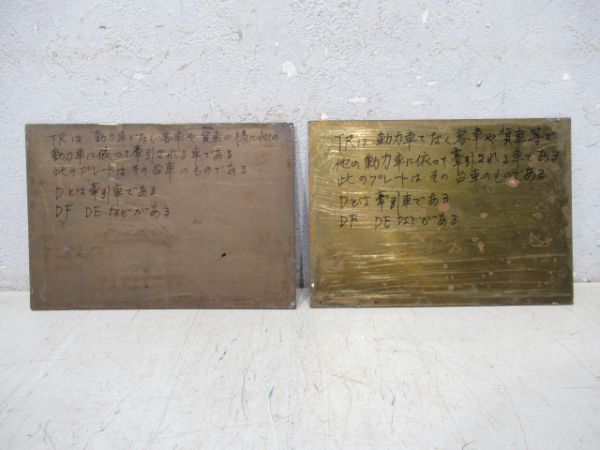 TRは動力車でなく客車や貨車の様に他の
動力車に依って牽引される車である
此のプレートはその台車のものである
Dとは牽引車である
DF DEなどがある
TRは動力車でなく客車や貨車等で
他の動力車に依って牽引される車である
此のプレートはその台車のものである
Dとは牽引車である
DF DEなどがある